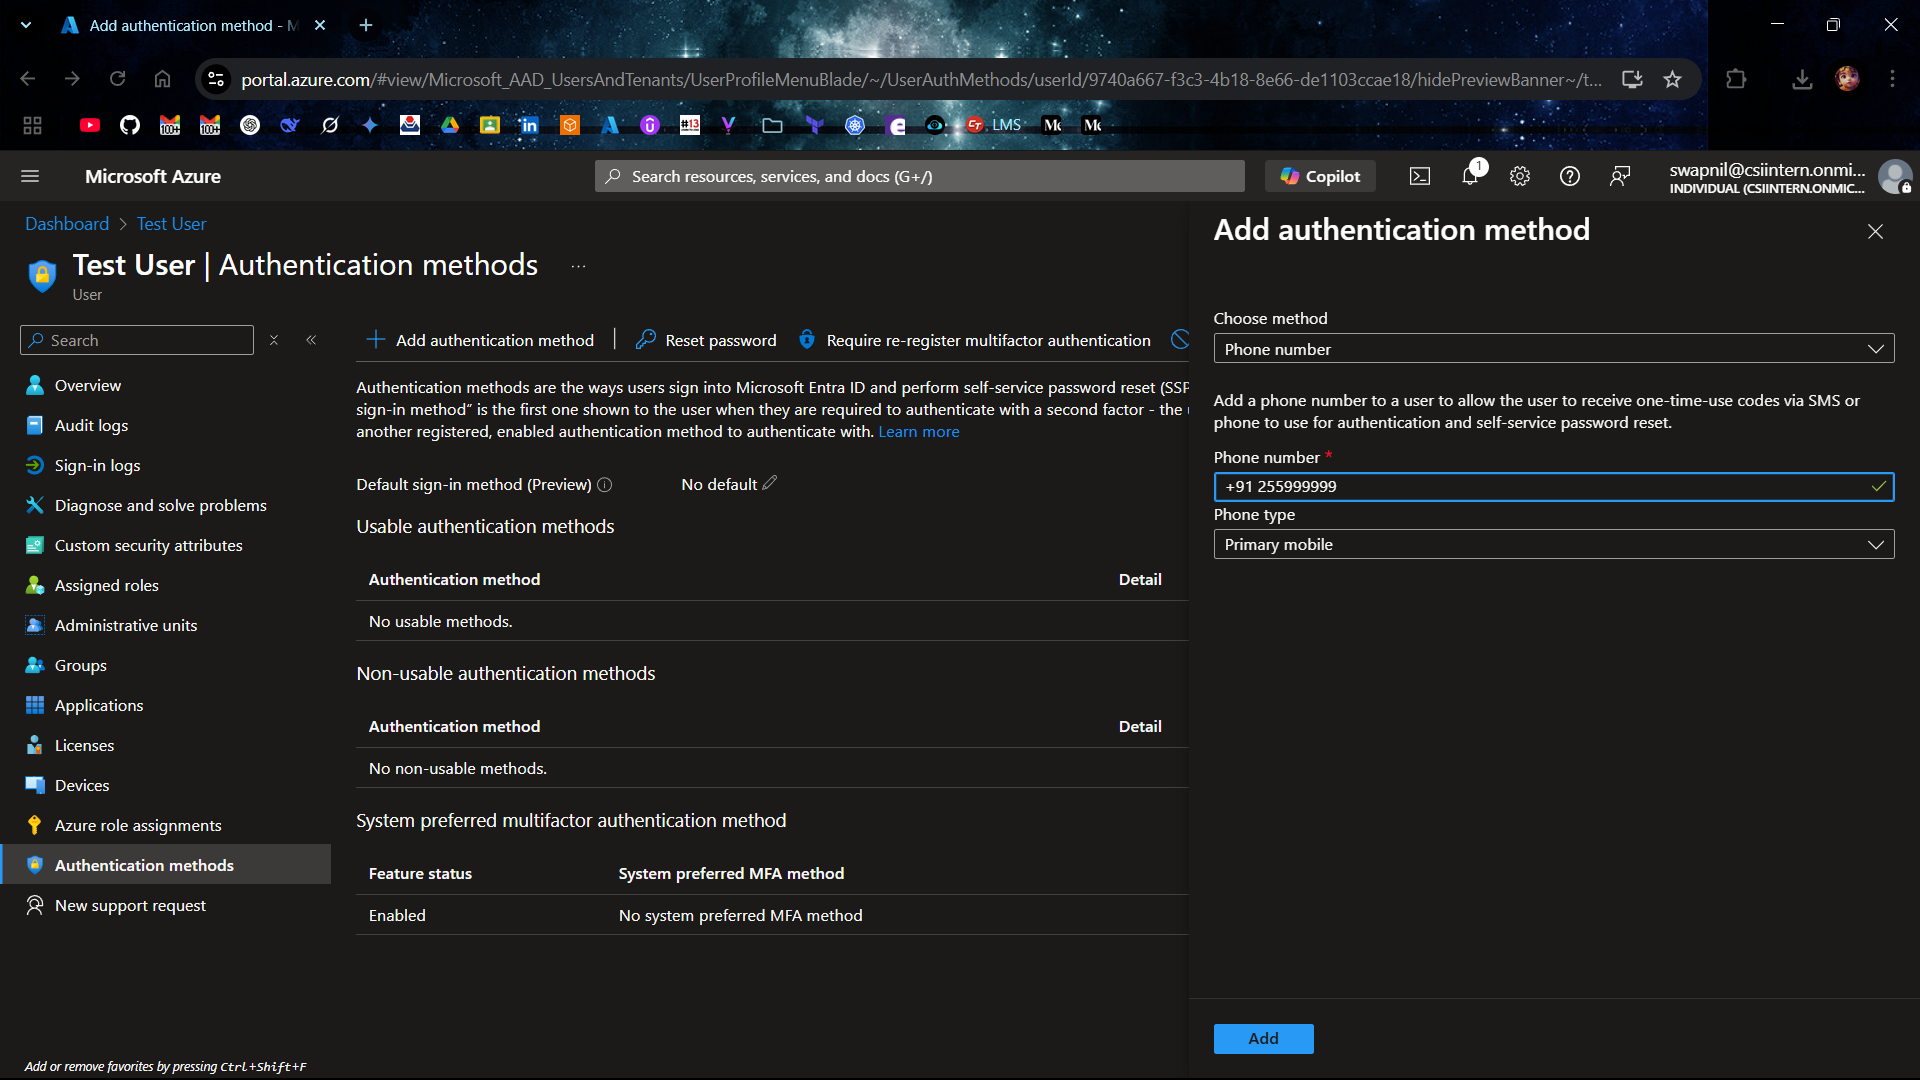 Add authentication method - M
portal.azure.com/#view/Microsoft_AAD_UsersAndTenants/UserProfileMenuBlade/~/UserAuthMethods/userId/9740a667-f3c3-4b18-8e66-de1103ccae18/hidePreviewBanner~/t...
100+
100+
in
#13
CT
LMS
Microsoft Azure
Search resources, services, and docs (G+/)
Copilot
1
swapnil@csiintern.onmi...
INDIVIDUAL (CSIINTERN.ONMIC...
Dashboard > Test User
Test User | Authentication methods ...
User
Search
Overview
Audit logs
Sign-in logs
Diagnose and solve problems
Custom security attributes
Assigned roles
Administrative units
Groups
Applications
Licenses
Devices
Azure role assignments
Authentication methods
New support request
Add or remove favorites by pressing Ctrl+Shift+F
Add authentication method
Reset password
Require re-register multifactor authentication
Authentication methods are the ways users sign into Microsoft Entra ID and perform self-service password reset (SSP
sign-in method" is the first one shown to the user when they are required to authenticate with a second factor - the
another registered, enabled authentication method to authenticate with. Learn more
Default sign-in method (Preview) No default
Usable authentication methods
Authentication method Detail
No usable methods.
Non-usable authentication methods
Authentication method Detail
No non-usable methods.
System preferred multifactor authentication method
Feature status System preferred MFA method
Enabled No system preferred MFA method
Add authentication method
Choose method
Phone number
Add a phone number to a user to allow the user to receive one-time-use codes via SMS or
phone to use for authentication and self-service password reset.
Phone number *
+91 255999999
Phone type
Primary mobile
Add